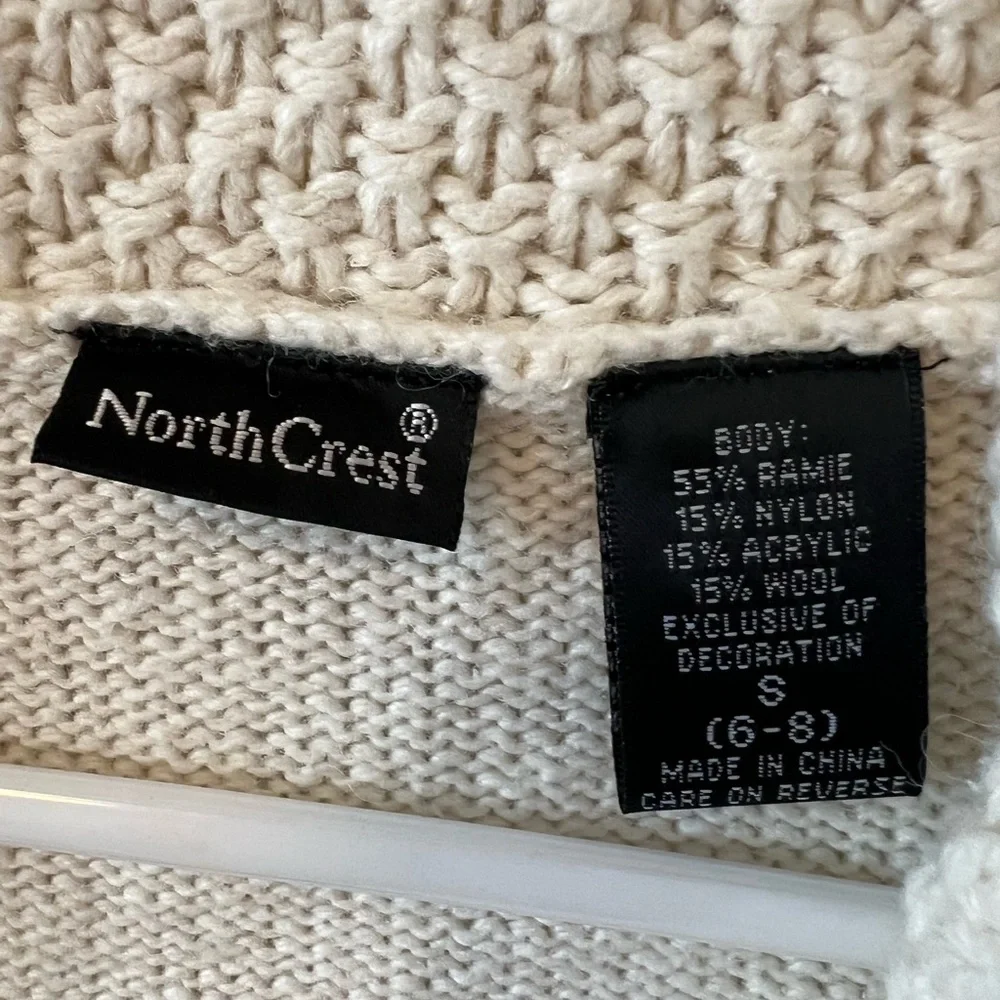 NorthCrest®
BODY:
55% RAMIE
15% NYLON
15% ACRYLIC
15% WOOL
EXCLUSIVE OF
DECORATION
S
(6-8)
MADE IN CHINA
CARE ON REVERSE